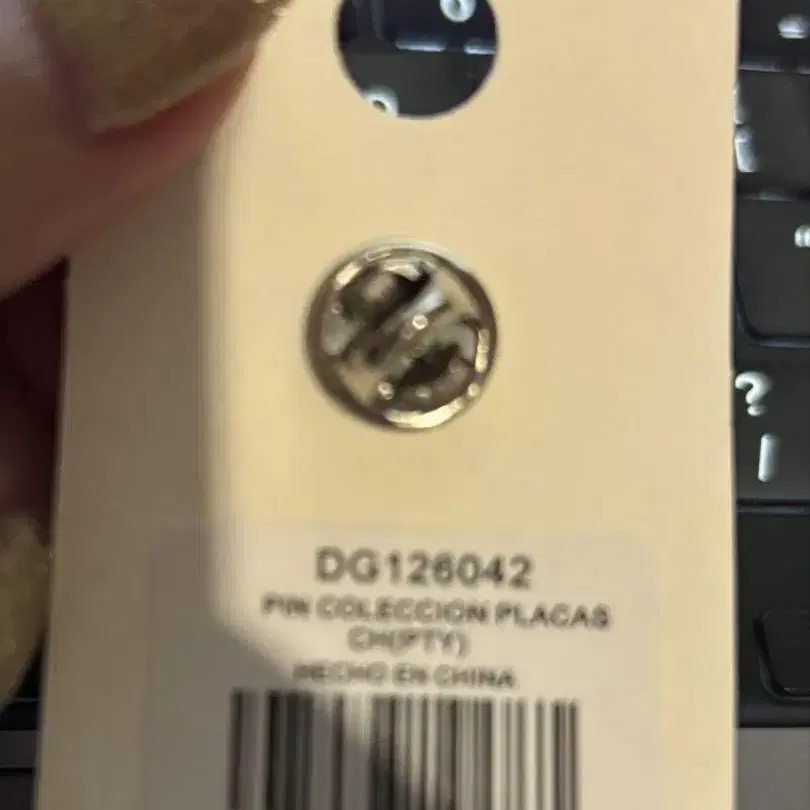 DG126042
PIN COLECCION PLACAS
CH(PTY)
HECHO EN CHINA
?
/